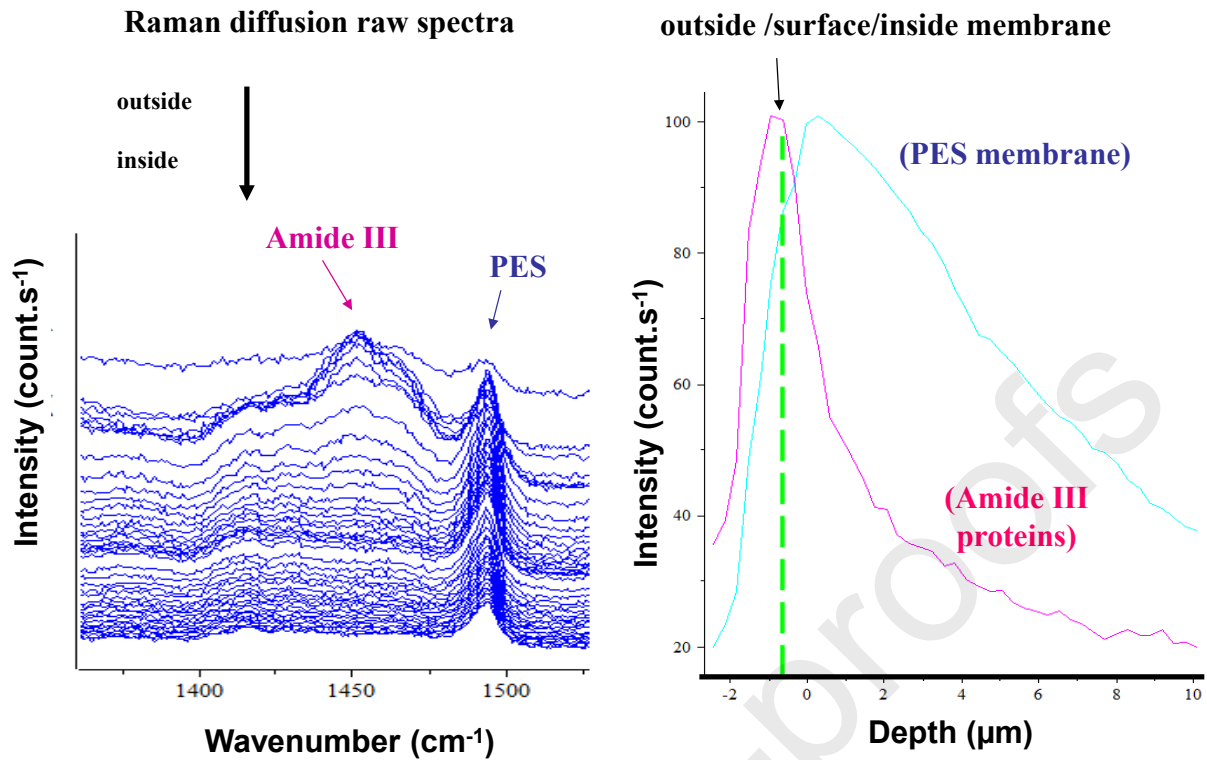 Raman diffusion raw spectra
outside
inside
Amide III
PES
Intensity (count.s-1)
1400
1450
1500
Wavenumber (cm-1)
outside /surface/inside membrane
(PES membrane)
(Amide III
proteins)
Intensity (count.s-1)
100
80
60
40
20
-2
0
2
4
6
8
10
Depth (µm)
proofs